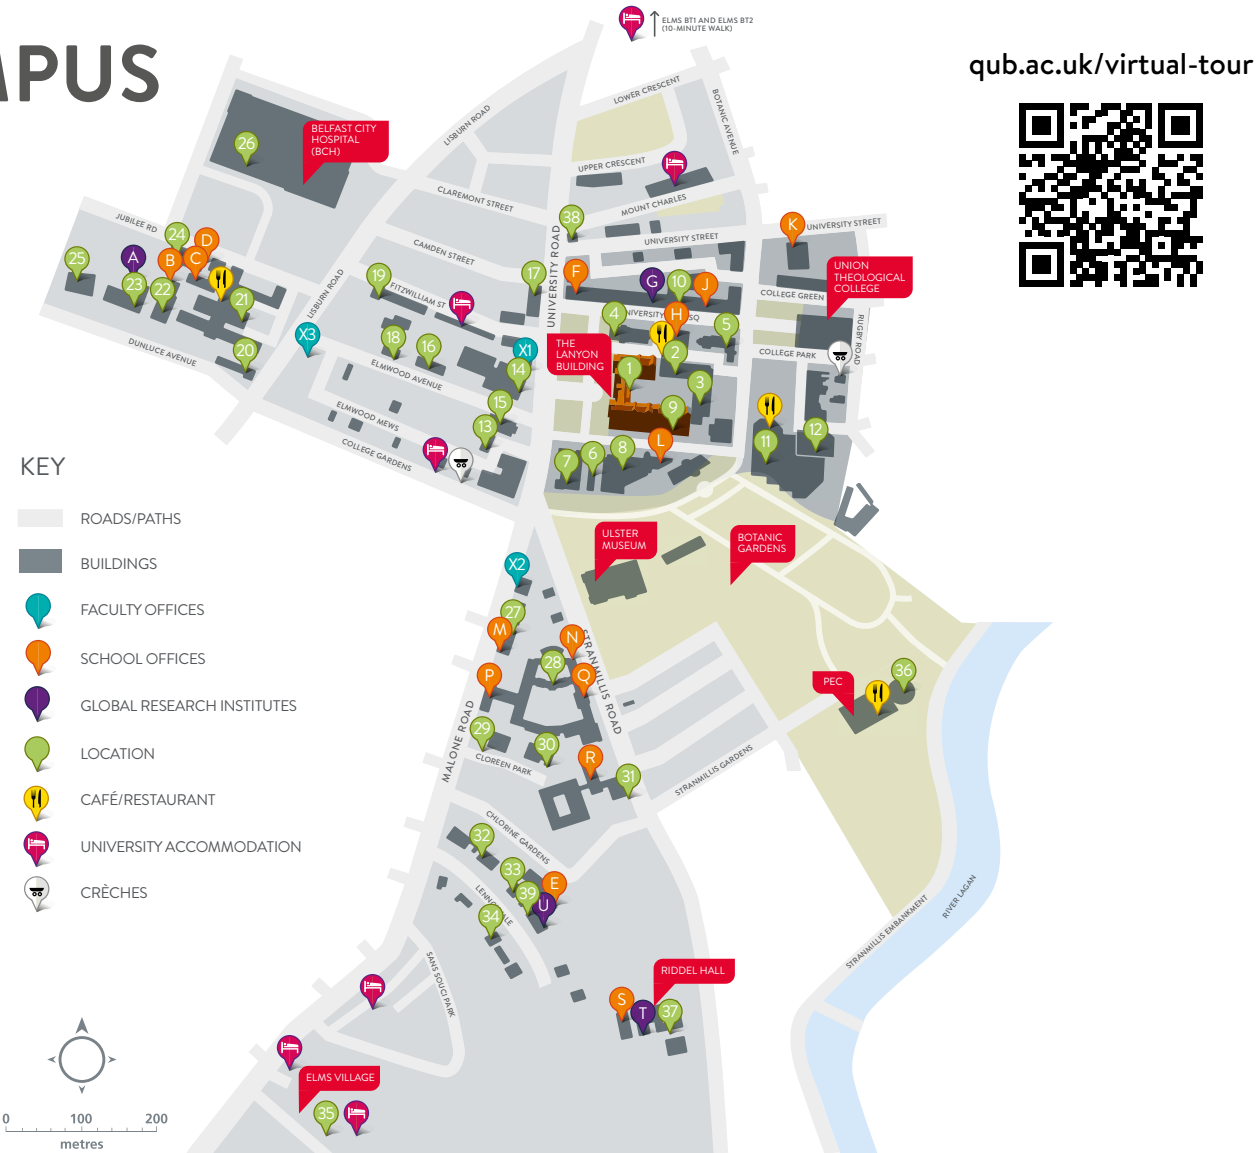 MPUS
qub.ac.uk/virtual-tour
ELMS BT1 AND ELMS BT2
(10-MINUTE WALK)
LOWER CRESCENT
BOTANIC AVENUE
LISBURN ROAD
BELFAST CITY
HOSPITAL
(BCH)
26
UPPER CRESCENT
CLAREMONT STREET
MOUNT CHARLES
38
K
UNIVERSITY STREET
JUBILEE RD
24
D
CAMDEN STREET
UNIVERSITY ROAD
UNIVERSITY STREET
25
A
B
C
19
17
F
G
10
J
UNION
THEOLOGICAL
COLLEGE
23
22
21
LISBURN ROAD
FITZWILLIAM ST
COLLEGE GREEN
4
H
5
RUGBY ROAD
X3
18
16
X1
THE
LANYON
BUILDING
2
COLLEGE PARK
DUNLUCE AVENUE
20
ELMWOOD AVENUE
14
1
3
15
9
ELMWOOD MEWS
13
L
11
12
COLLEGE GARDENS
7
6
8
KEY
ROADS/PATHS
BUILDINGS
FACULTY OFFICES
SCHOOL OFFICES
GLOBAL RESEARCH INSTITUTES
LOCATION
CAFÉ/RESTAURANT
UNIVERSITY ACCOMMODATION
CRÈCHES
ULSTER
MUSEUM
BOTANIC
GARDENS
X2
27
M
N
28
P
Q
STRANMILLIS ROAD
PEC
36
MALONE ROAD
29
30
CLOREEN PARK
R
31
STRANMILLIS GARDENS
CHLORINE GARDENS
32
33
39
E
U
34
STRANMILLIS EMBANKMENT
RIVER LAGAN
SANS SOUCI PARK
RIDDEL HALL
S
T
37
ELMS VILLAGE
35
0 100 200
metres